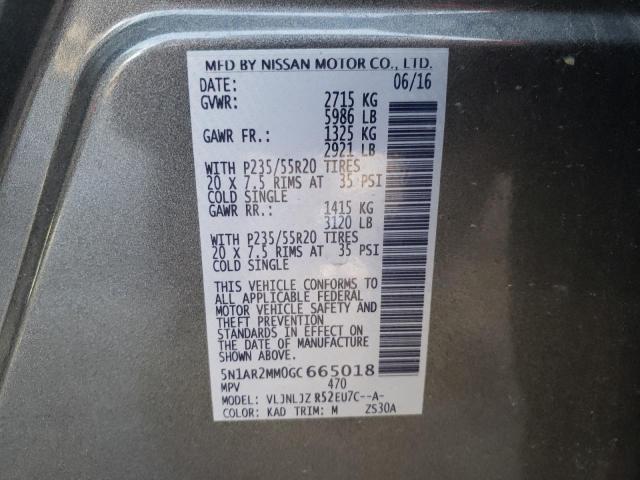 MFD BY NISSAN MOTOR CO., LTD.
DATE: 06/16
GVWR: 2715 KG
5986 LB
GAWR FR.: 1325 KG
2921 LB
WITH P235/55R20 TIRES
20 X 7.5 RIMS AT 35 PSI
COLD SINGLE
GAWR RR.: 1415 KG
3120 LB
WITH P235/55R20 TIRES
20 X 7.5 RIMS AT 35 PSI
COLD SINGLE
THIS VEHICLE CONFORMS TO
ALL APPLICABLE FEDERAL
MOTOR VEHICLE SAFETY AND
THEFT PREVENTION
STANDARDS IN EFFECT ON
THE DATE OF MANUFACTURE
SHOWN ABOVE.
5N1AR2MM0GC665018
MPV 470
MODEL: VLJNLJZ R52EU7C--A-
COLOR: KAD TRIM: M ZS30A